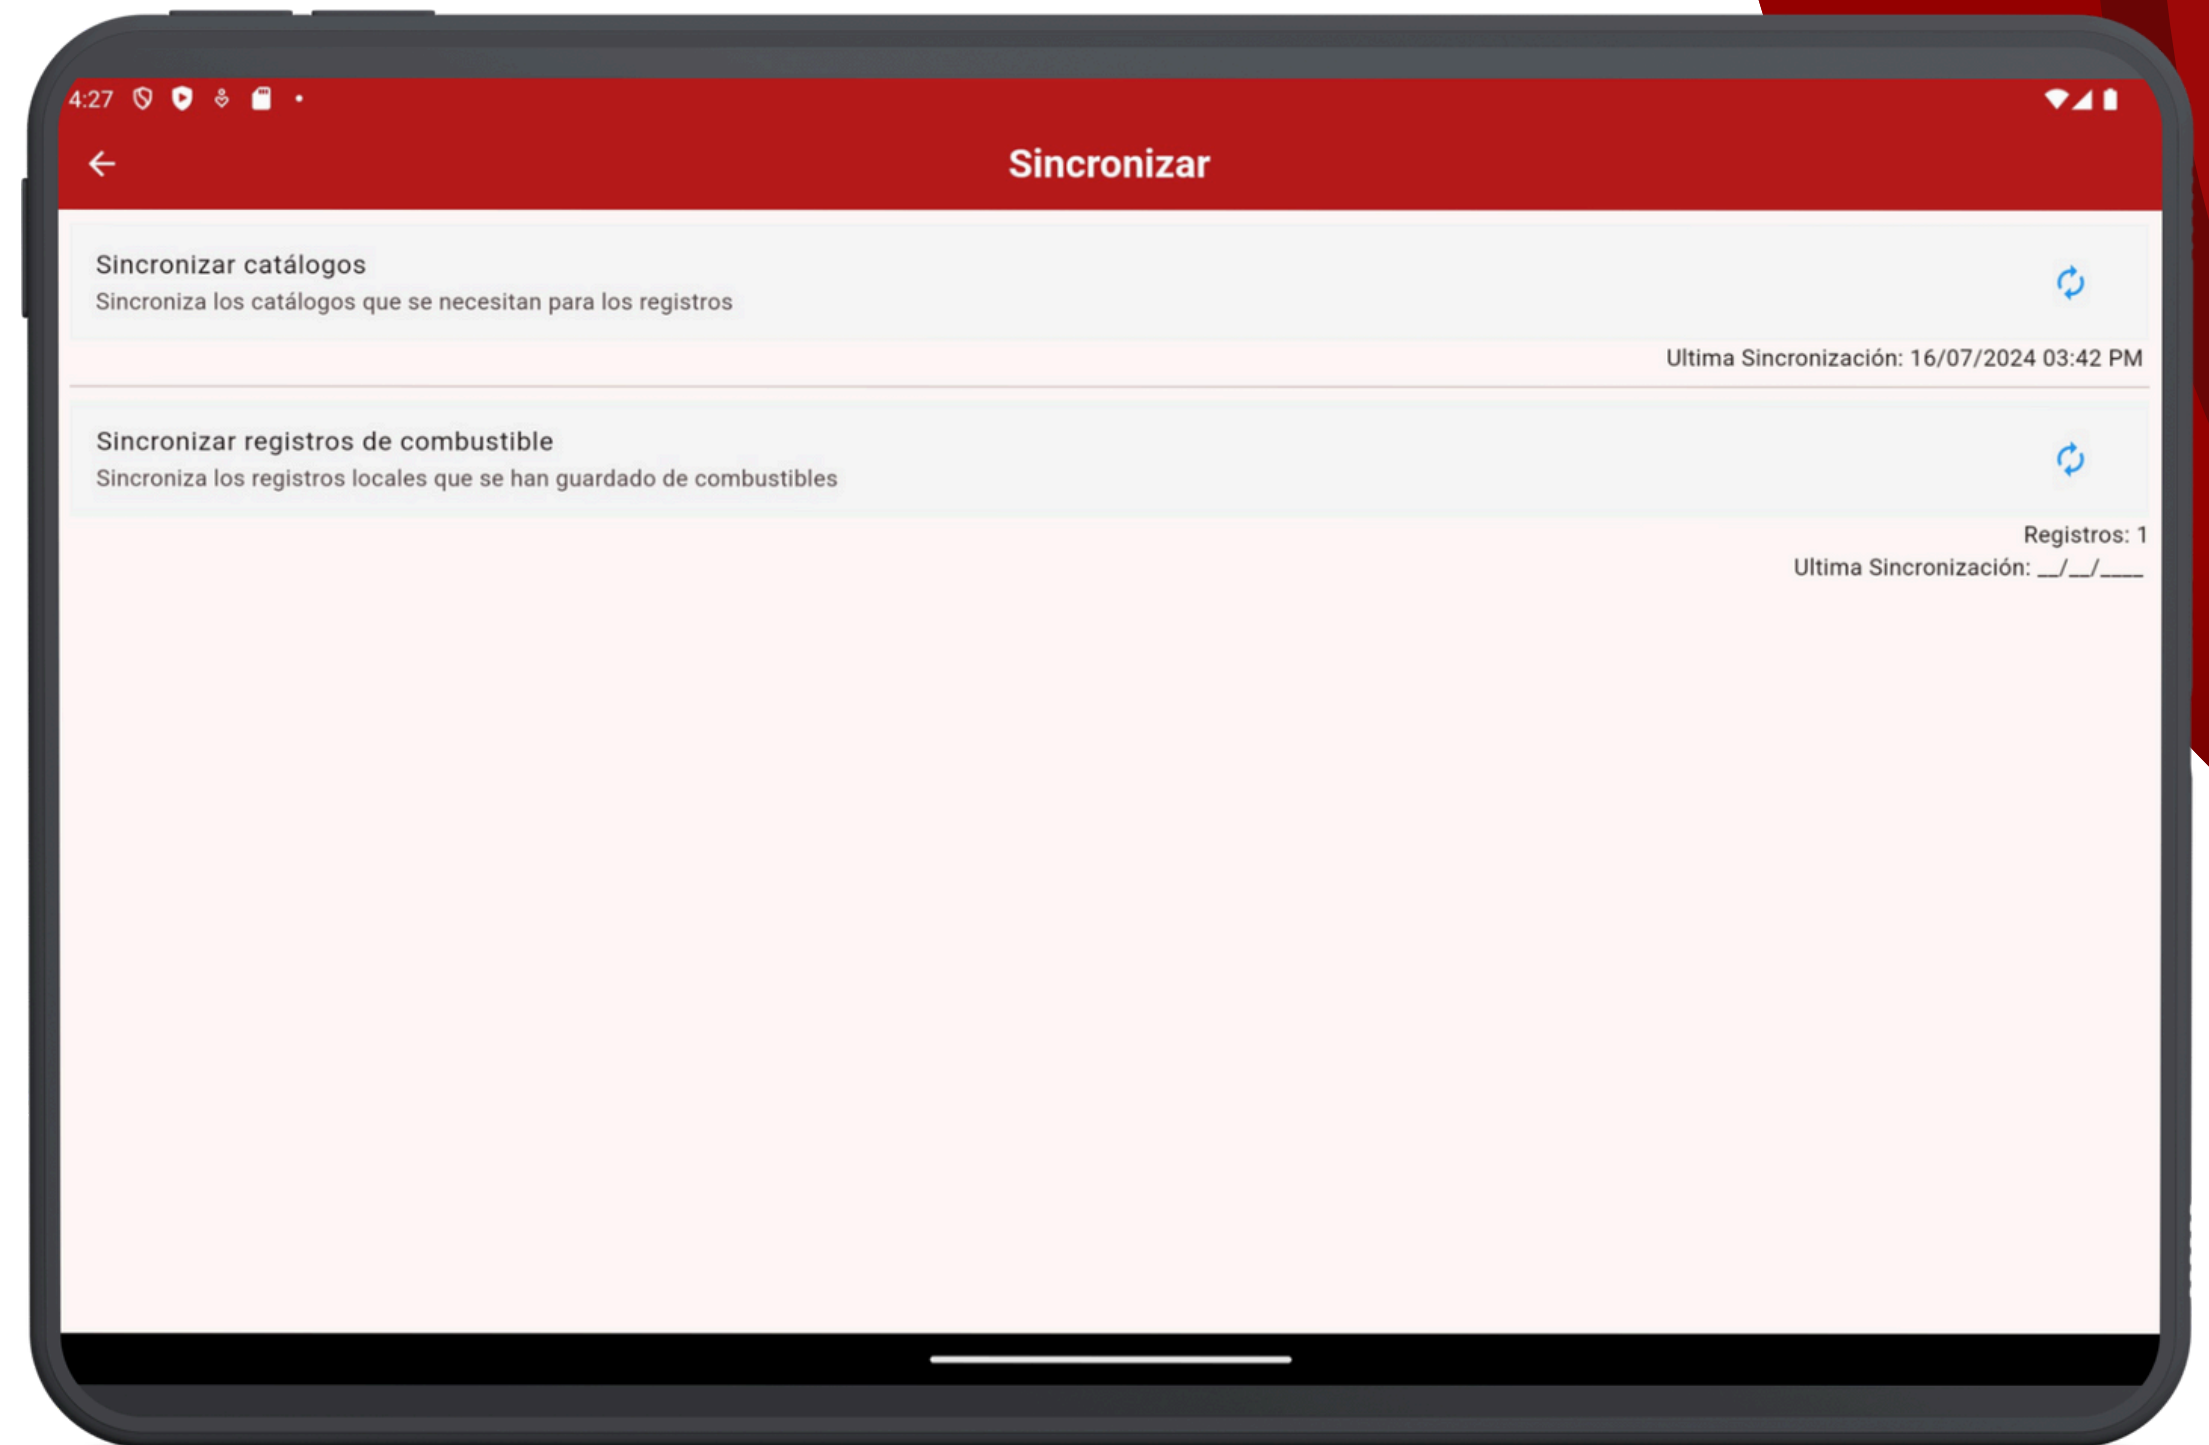 4:27
Sincronizar
Sincronizar catálogos
Sincroniza los catálogos que se necesitan para los registros
Ultima Sincronización: 16/07/2024 03:42 PM
Sincronizar registros de combustible
Sincroniza los registros locales que se han guardado de combustibles
Registros: 1
Ultima Sincronización: __/__/____